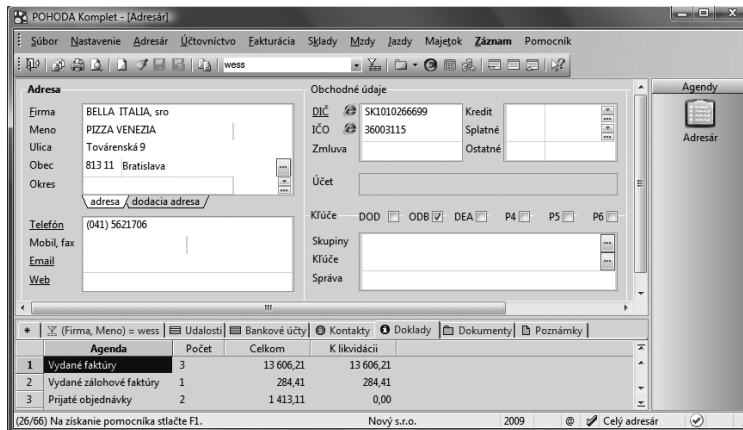 POHODA Komplet - [Adresár]
Súbor Nastavenie Adresár Účtovníctvo Fakturácia Sklady Mzdy Jazdy Majetok Záznam Pomocník
wess
Adresa
Firma BELLA ITALIA, sro
Meno PIZZA VENEZIA
Ulica Továrenská 9
Obec 813 11 Bratislava
Okres
adresa dodacia adresa
Telefón (041) 5621706
Mobil, fax
Email
Web
Obchodné údaje
DIČ SK1010266699 Kredit
IČO 36003115 Splatné
Zmluva Ostatné
Účet
Kľúče DOD ODB DEA P4 P5 P6
Skupiny
Kľúče
Správa
Agendy
Adresár
* (Firma, Meno) = wess Udalosti Bankové účty Kontakty Doklady Dokumenty Poznámky
Agenda Počet Celkom K likvidácii
1 Vydané faktúry 3 13 606,21 13 606,21
2 Vydané zálohové faktúry 1 284,41 284,41
3 Prijaté objednávky 2 1 413,11 0,00
(26/66) Na získanie pomocníka stlačte F1. Nový s.r.o. 2009 @ Celý adresár